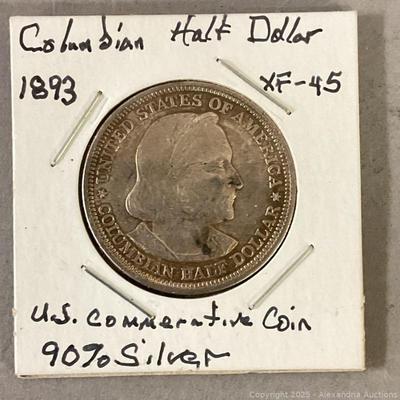 Columbian Half Dollar
1893 XF-45
UNITED STATES OF AMERICA
COLUMBIAN HALF DOLLAR
U.S. Commerative Coin
90% Silver
Copyright 2025 - Alexandria Auctions